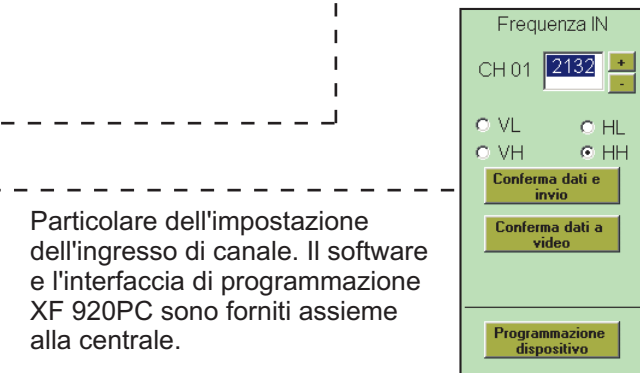 Frequenza IN
CH 01 2132 + -
VL HL
VH HH
Conferma dati e
invio
Conferma dati a
video
Programmazione
dispositivo
Particolare dell'impostazione
dell'ingresso di canale. Il software
e l'interfaccia di programmazione
XF 920PC sono forniti assieme
alla centrale.